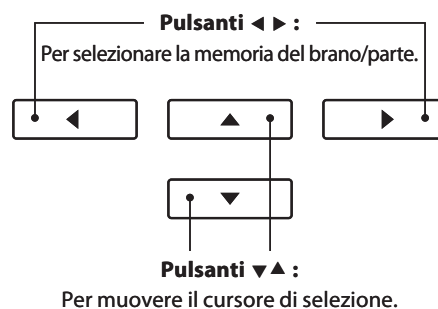 Pulsanti ◀ ▶ :
Per selezionare la memoria del brano/parte.
Pulsanti ▼▲ :
Per muovere il cursore di selezione.